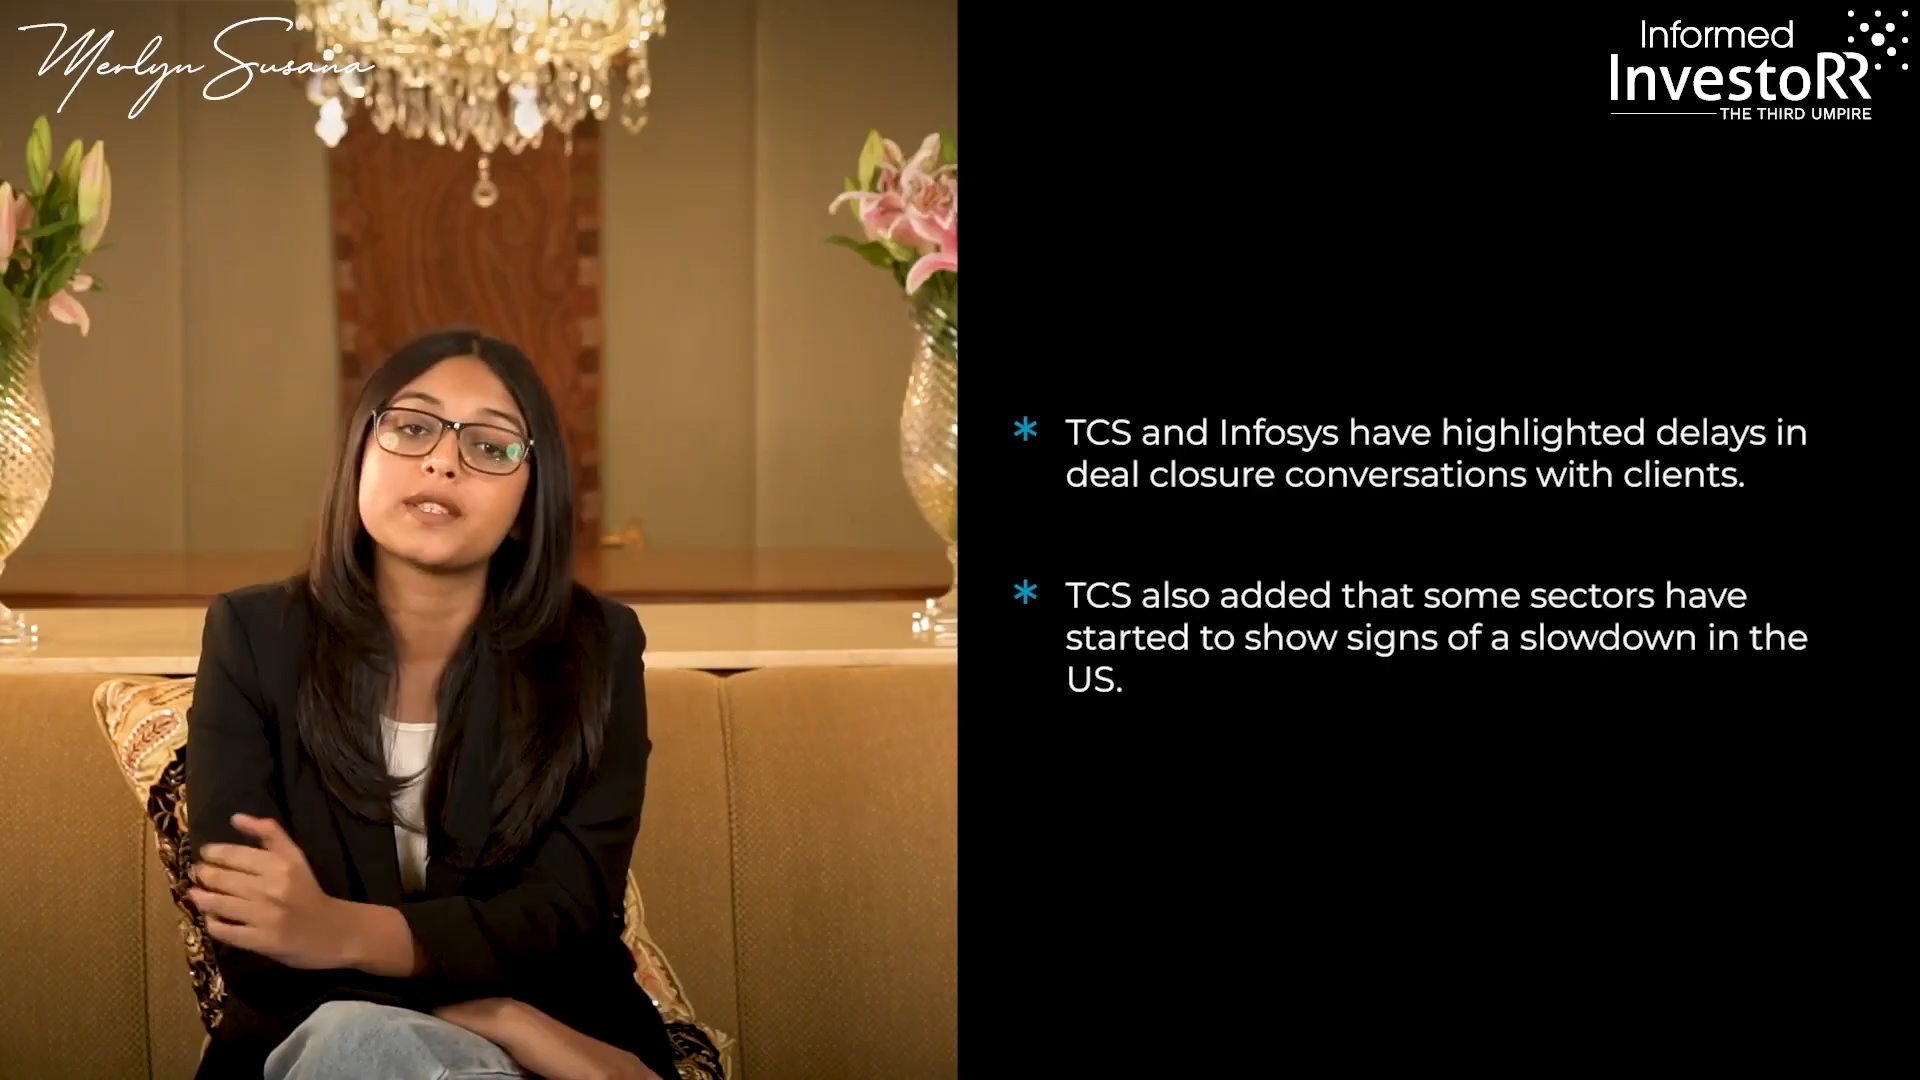 Merlyn Susana
Informed
InvestoRR
THE THIRD UMPIRE
* TCS and Infosys have highlighted delays in
deal closure conversations with clients.
* TCS also added that some sectors have
started to show signs of a slowdown in the
US.